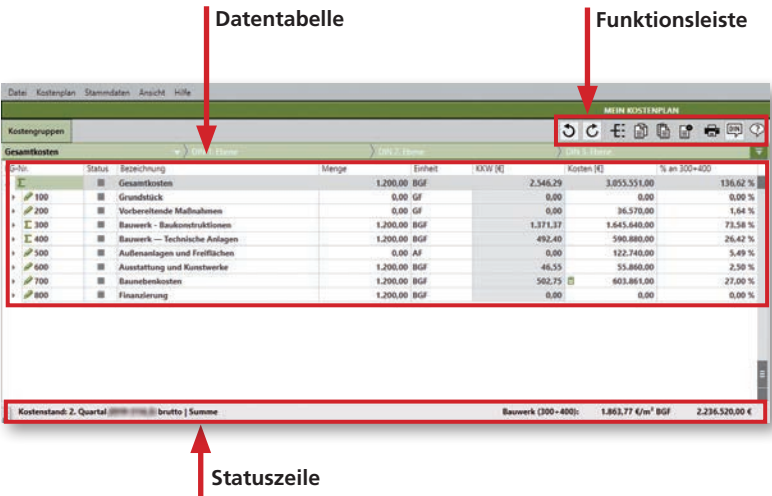 Datentabelle
Funktionsleiste
Datei Kostenplan Stammdaten Ansicht Hilfe
MEIN KOSTENPLAN
Kostengruppen
DIN
Gesamtkosten DIN 1. Ebene DIN 2. Ebene DIN 3. Ebene
G-Nr. Status Bezeichnung Menge Einheit KKW [€] Kosten [€] % an 300+400
Σ Gesamtkosten 1.200,00 BGF 2.546,29 3.055.551,00 136,62 %
100 Grundstück 0,00 GF 0,00 0,00 0,00 %
200 Vorbereitende Maßnahmen 0,00 GF 0,00 36.570,00 1,64 %
Σ 300 Bauwerk - Baukonstruktionen 1.200,00 BGF 1.371,37 1.645.640,00 73,58 %
Σ 400 Bauwerk — Technische Anlagen 1.200,00 BGF 492,40 590.880,00 26,42 %
500 Außenanlagen und Freiflächen 0,00 AF 0,00 122.740,00 5,49 %
600 Ausstattung und Kunstwerke 1.200,00 BGF 46,55 55.860,00 2,50 %
700 Baunebenkosten 1.200,00 BGF 502,75 603.861,00 27,00 %
800 Finanzierung 1.200,00 BGF 0,00 0,00 0,00 %
Kostenstand: 2. Quartal brutto | Summe Bauwerk (300+400): 1.863,77 €/m² BGF 2.236.520,00 €
Statuszeile